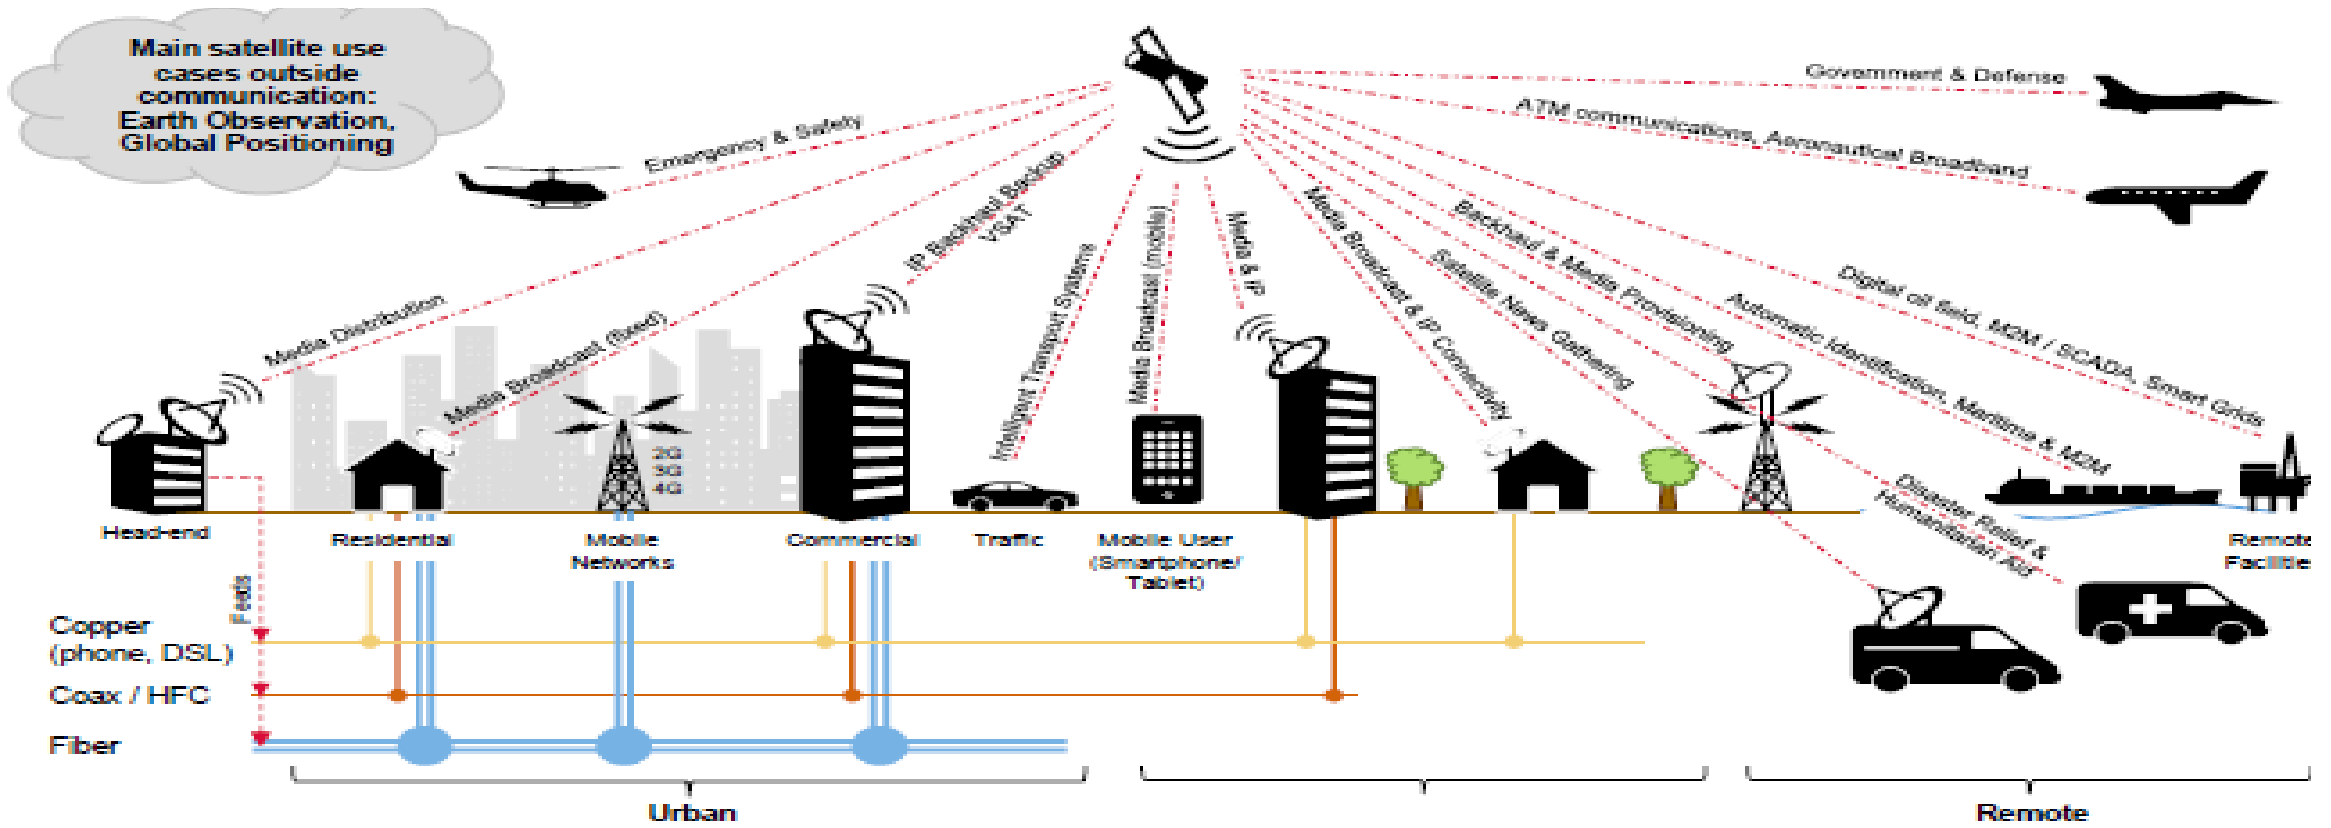 Main satellite use
cases outside
communication:
Earth Observation,
Global Positioning
Government & Defense
ATM communications, Aeronautical Broadband
Emergency & Safety
IP Backhaul Backup
VSAT
Media Distribution
Media Broadcast (fixed)
Intelligent Transport Systems
Media Broadcast (mobile)
Media & IP
Media Broadcast & IP Connectivity
Satellite News Gathering
Backhaul & Media Provisioning
Automatic Identification, Maritime & M2M
Digital oil field, M2M / SCADA, Smart Grids
Disaster Relief &
Humanitarian Aid
2G
3G
4G
Head-end
Residential
Mobile
Networks
Commercial
Traffic
Mobile User
(Smartphone/
Tablet)
Remote
Facilitie
Feeds
Copper
(phone, DSL)
Coax / HFC
Fiber
Urban
Remote